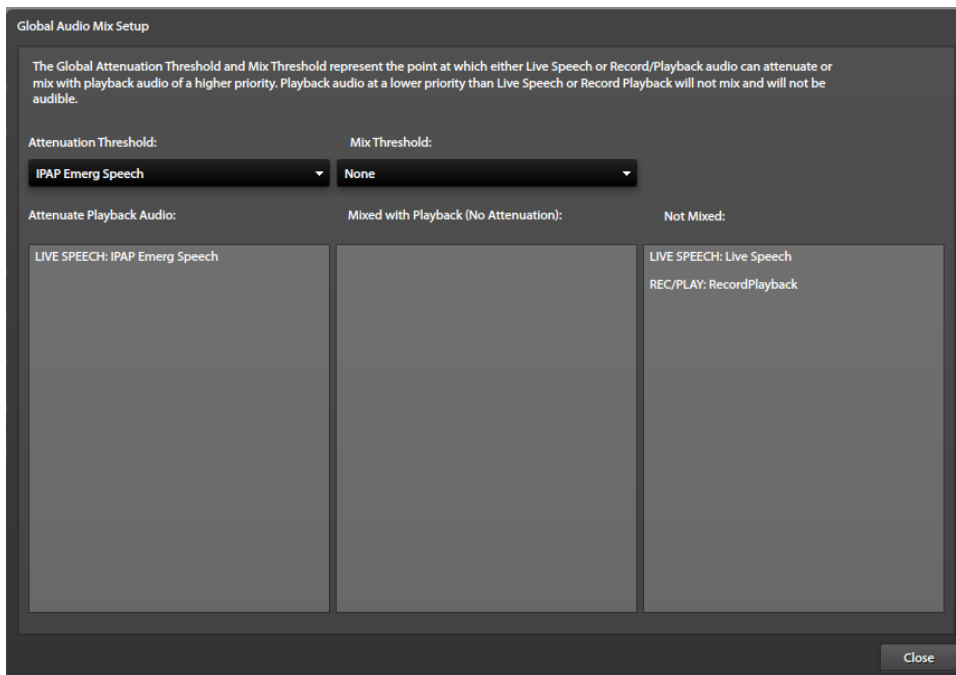 Global Audio Mix Setup
The Global Attenuation Threshold and Mix Threshold represent the point at which either Live Speech or Record/Playback audio can attenuate or
mix with playback audio of a higher priority. Playback audio at a lower priority than Live Speech or Record Playback will not mix and will not be
audible.
Attenuation Threshold:
Mix Threshold:
IPAP Emerg Speech
None
Attenuate Playback Audio:
Mixed with Playback (No Attenuation):
Not Mixed:
LIVE SPEECH: IPAP Emerg Speech
LIVE SPEECH: Live Speech
REC/PLAY: RecordPlayback
Close